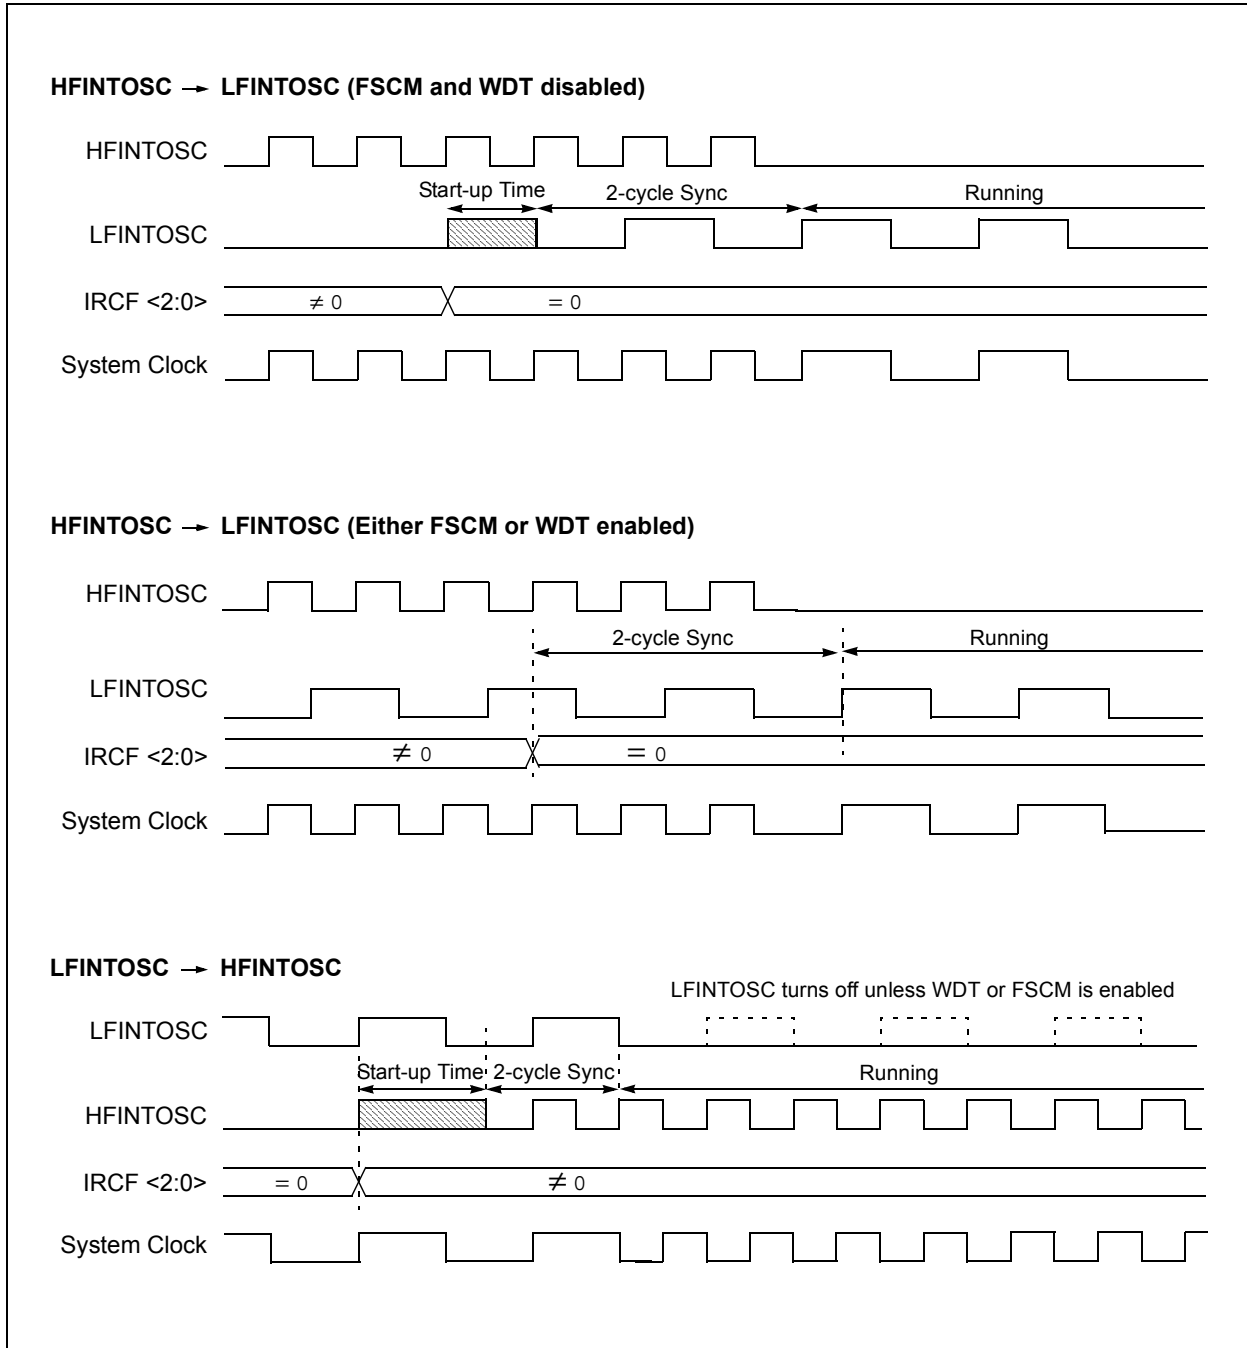 HFINTOSC → LFINTOSC (FSCM and WDT disabled)
HFINTOSC
Start-up Time 2-cycle Sync Running
LFINTOSC
IRCF <2:0> ≠ 0 = 0
System Clock
HFINTOSC → LFINTOSC (Either FSCM or WDT enabled)
HFINTOSC
2-cycle Sync Running
LFINTOSC
IRCF <2:0> ≠ 0 = 0
System Clock
LFINTOSC → HFINTOSC
LFINTOSC turns off unless WDT or FSCM is enabled
LFINTOSC
Start-up Time 2-cycle Sync Running
HFINTOSC
IRCF <2:0> = 0 ≠ 0
System Clock